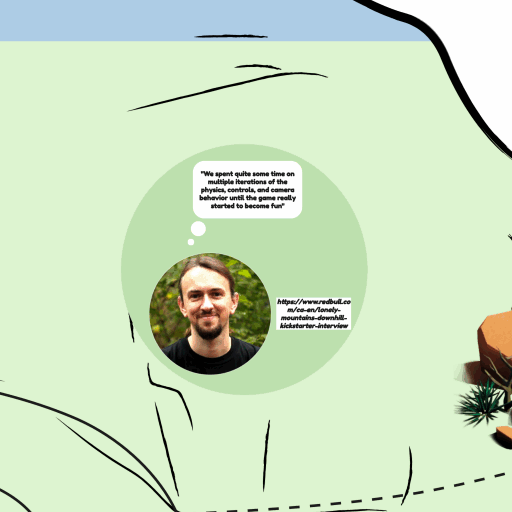 "We spent quite some time on
multiple iterations of the
physics, controls, and camera
behavior until the game really
started to become fun"
https://www.redbull.co
m/ca-en/lonely-
mountains-downhill-
kickstarter-interview